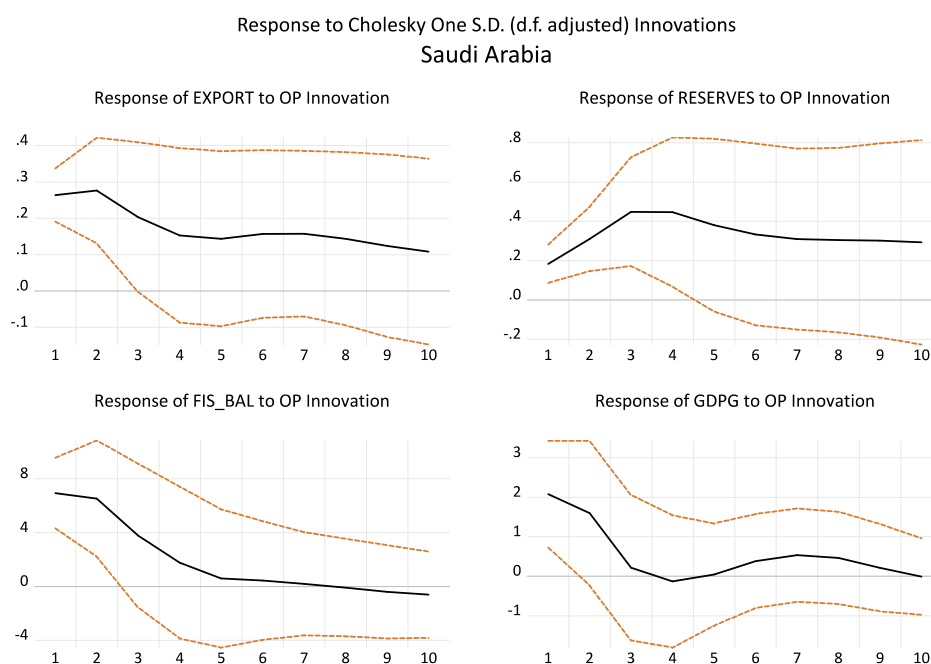 Response to Cholesky One S.D. (d.f. adjusted) Innovations
Saudi Arabia
Response of EXPORT to OP Innovation
.4
.3
.2
.1
.0
-.1
1 2 3 4 5 6 7 8 9 10
Response of RESERVES to OP Innovation
.8
.6
.4
.2
.0
-.2
1 2 3 4 5 6 7 8 9 10
Response of FIS_BAL to OP Innovation
8
4
0
-4
1 2 3 4 5 6 7 8 9 10
Response of GDPG to OP Innovation
3
2
1
0
-1
1 2 3 4 5 6 7 8 9 10